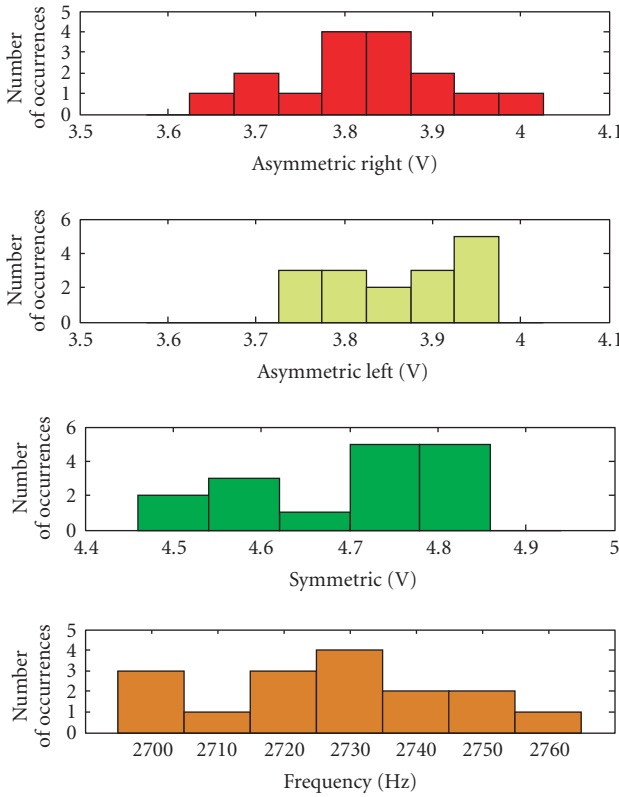 Number
of occurrences
5
4
3
2
1
0
3.5 3.6 3.7 3.8 3.9 4 4.1
Asymmetric right (V)
Number
of occurrences
6
4
2
0
3.5 3.6 3.7 3.8 3.9 4 4.1
Asymmetric left (V)
Number
of occurrences
6
4
2
0
4.4 4.5 4.6 4.7 4.8 4.9 5
Symmetric (V)
Number
of occurrences
5
4
3
2
1
0
2700 2710 2720 2730 2740 2750 2760
Frequency (Hz)